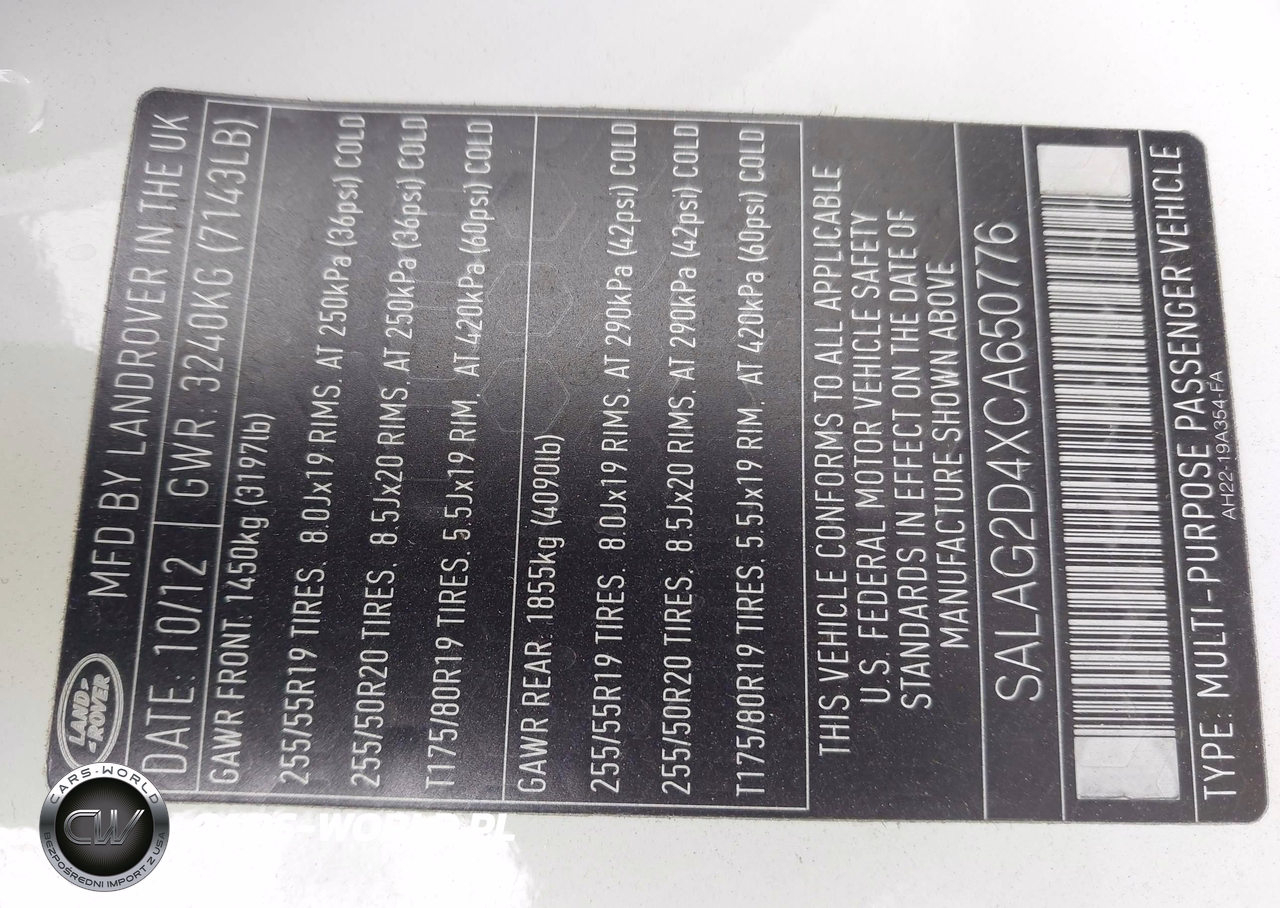 LAND-
-ROVER
MFD BY LANDROVER IN THE UK
DATE: 10/12 GWR: 3240KG (7143LB)
GAWR FRONT: 1450kg (3197lb)
255/55R19 TIRES. 8.0Jx19 RIMS. AT 250kPa (36psi) COLD
255/50R20 TIRES. 8.5Jx20 RIMS. AT 250kPa (36psi) COLD
T175/80R19 TIRES. 5.5Jx19 RIM. AT 420kPa (60psi) COLD
GAWR REAR: 1855kg (4090lb)
255/55R19 TIRES. 8.0Jx19 RIMS. AT 290kPa (42psi) COLD
255/50R20 TIRES. 8.5Jx20 RIMS. AT 290kPa (42psi) COLD
T175/80R19 TIRES. 5.5Jx19 RIM. AT 420kPa (60psi) COLD
THIS VEHICLE CONFORMS TO ALL APPLICABLE
U.S. FEDERAL MOTOR VEHICLE SAFETY
STANDARDS IN EFFECT ON THE DATE OF
MANUFACTURE SHOWN ABOVE
SALAG2D4XCA650776
TYPE: MULTI-PURPOSE PASSENGER VEHICLE
AH22-19A354-FA
CARS-WORLD
CW
BEZPOŚREDNI IMPORT Z USA
CARS-WORLD.PL